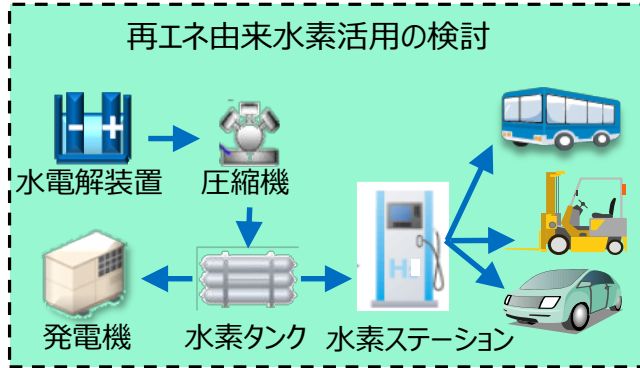 再エネ由来水素活用の検討
水電解装置
圧縮機
発電機
水素タンク
水素ステーション
H